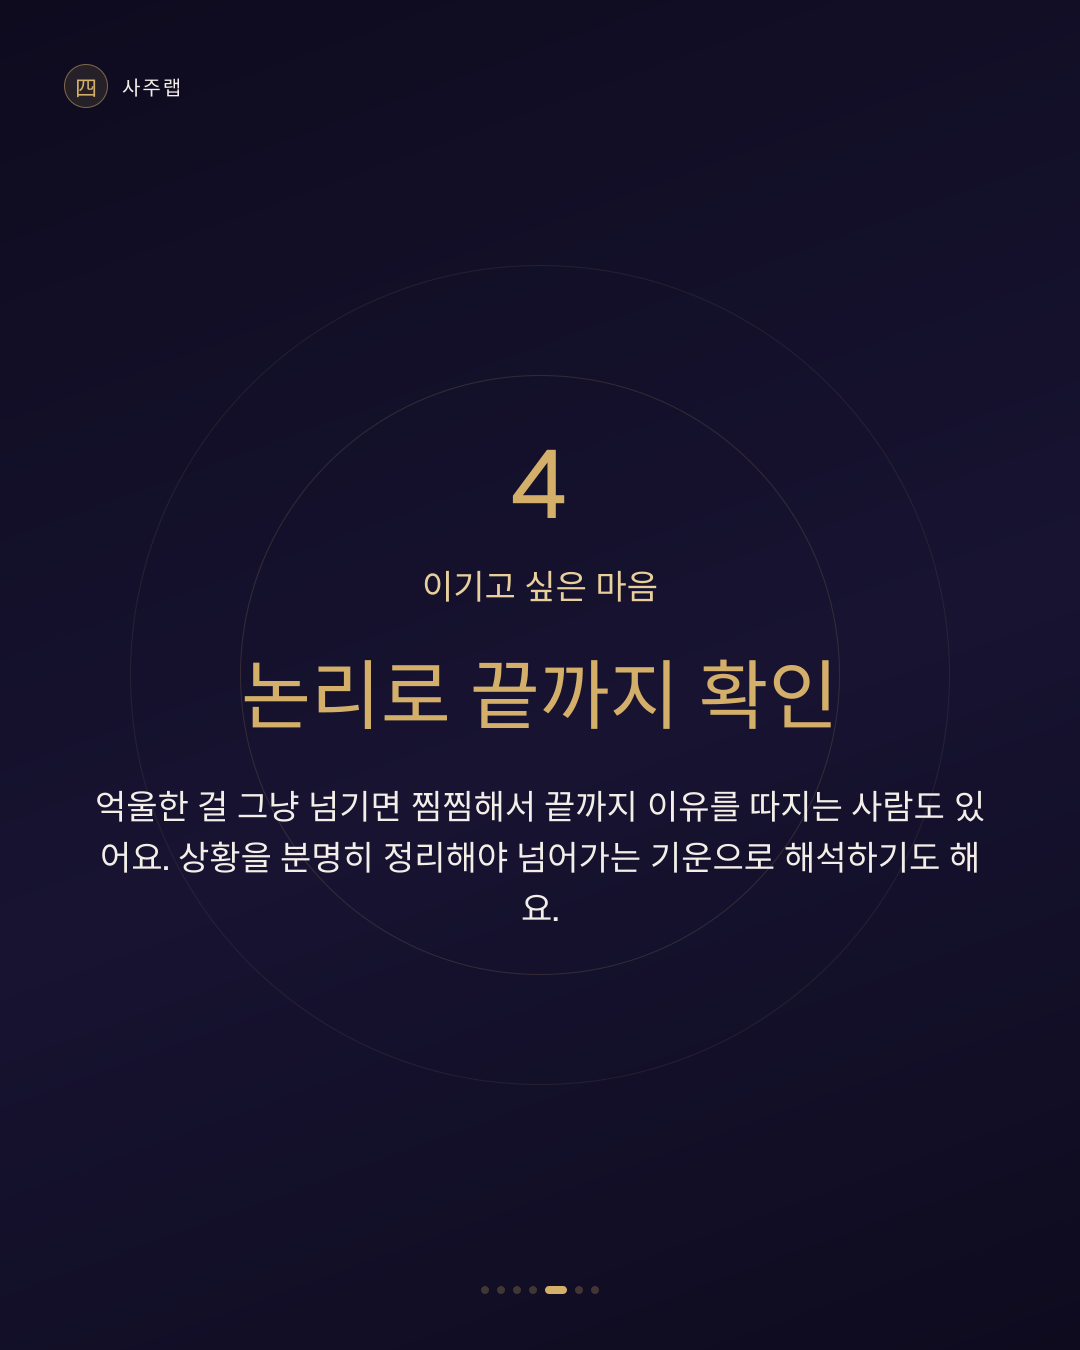 四 사주랩
4
이기고 싶은 마음
논리로 끝까지 확인
억울한 걸 그냥 넘기면 찜찜해서 끝까지 이유를 따지는 사람도 있
어요. 상황을 분명히 정리해야 넘어가는 기운으로 해석하기도 해
요.